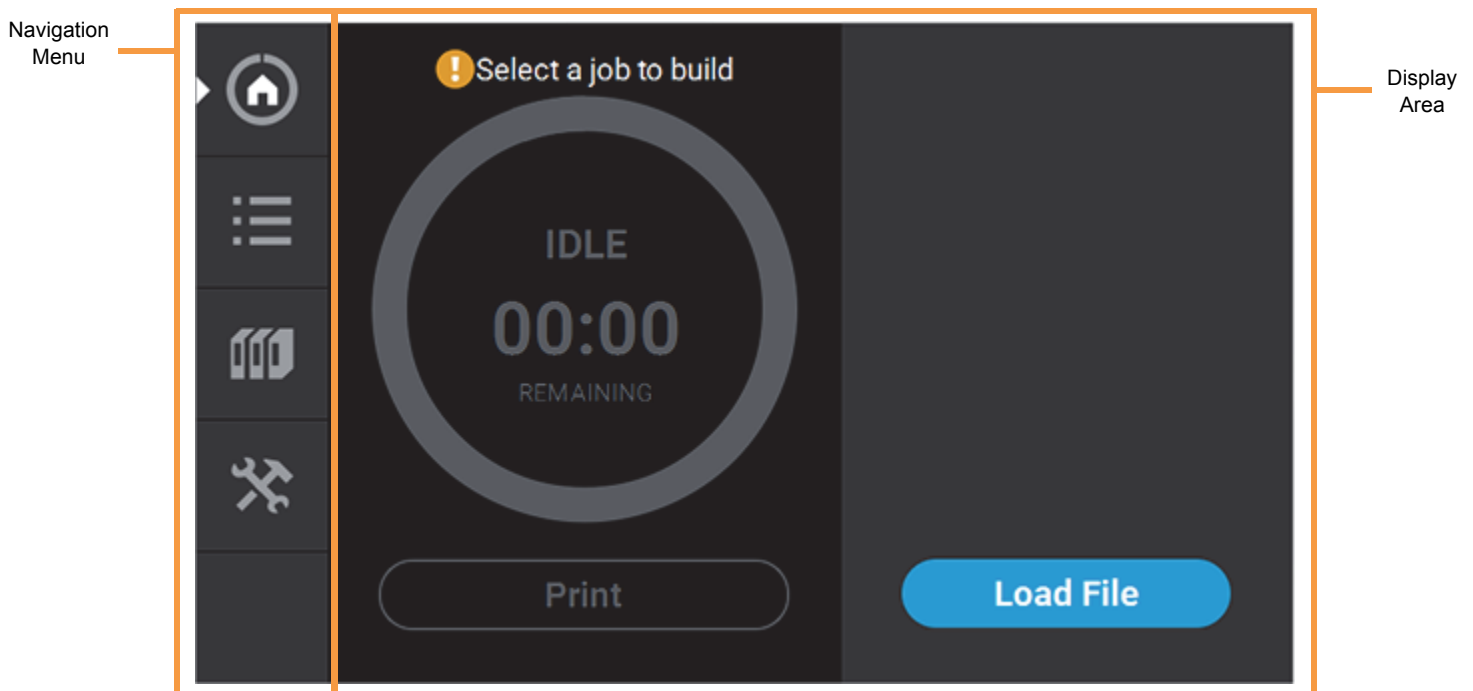 Navigation
Menu
Select a job to build
IDLE
00:00
REMAINING
Print
Load File
Display
Area